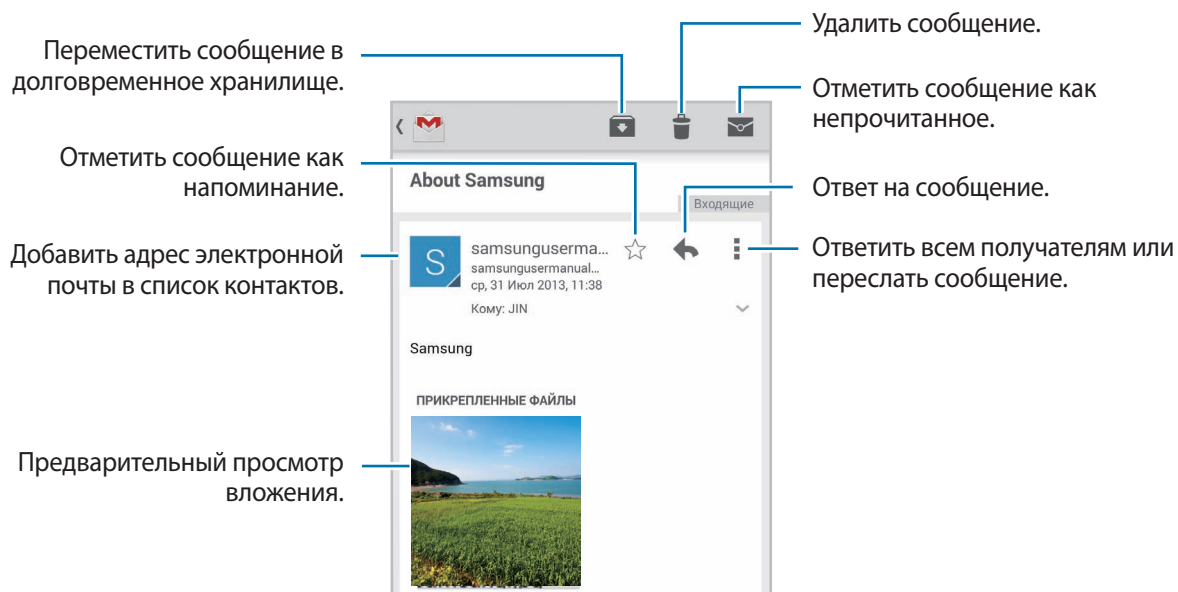 Удалить сообщение.
Переместить сообщение в
долговременное хранилище.
Отметить сообщение как
непрочитанное.
Отметить сообщение как
напоминание.
About Samsung
Ответ на сообщение.
Входящие
Добавить адрес электронной
почты в список контактов.
S
samsunguserma...
samsungusermanual...
ср, 31 Июл 2013, 11:38
Кому: JIN
Ответить всем получателям или
переслать сообщение.
Samsung
ПРИКРЕПЛЕННЫЕ ФАЙЛЫ
Предварительный просмотр
вложения.